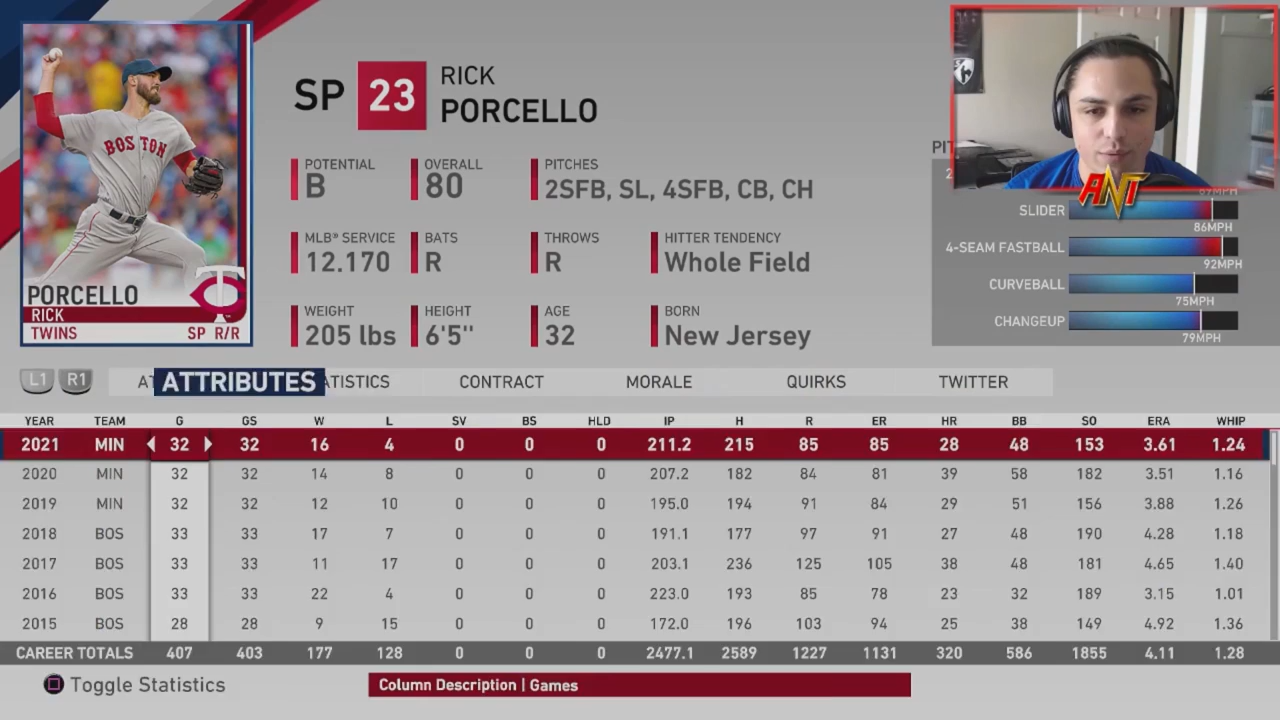 BOSTON
PORCELLO
RICK
TWINS SP R/R
SP 23 RICK
PORCELLO
POTENTIAL OVERALL PITCHES
B 80 2SFB, SL, 4SFB, CB, CH
MLB® SERVICE BATS THROWS HITTER TENDENCY
12.170 R R Whole Field
WEIGHT HEIGHT AGE BORN
205 lbs 6'5" 32 New Jersey
ANT
SLIDER
86MPH
4-SEAM FASTBALL
92MPH
CURVEBALL
75MPH
CHANGEUP
79MPH
L1 R1 ATTRIBUTES CONTRACT MORALE QUIRKS TWITTER
YEAR TEAM G GS W L SV BS HLD IP H R ER HR BB SO ERA WHIP
2021 MIN 32 32 16 4 0 0 0 211.2 215 85 85 28 48 153 3.61 1.24
2020 MIN 32 32 14 8 0 0 0 207.2 182 84 81 39 58 182 3.51 1.16
2019 MIN 32 32 12 10 0 0 0 195.0 194 91 84 29 51 156 3.88 1.26
2018 BOS 33 33 17 7 0 0 0 191.1 177 97 91 27 48 190 4.28 1.18
2017 BOS 33 33 11 17 0 0 0 203.1 236 125 105 38 48 181 4.65 1.40
2016 BOS 33 33 22 4 0 0 0 223.0 193 85 78 23 32 189 3.15 1.01
2015 BOS 28 28 9 15 0 0 0 172.0 196 103 94 25 38 149 4.92 1.36
CAREER TOTALS 407 403 177 128 0 0 0 2477.1 2589 1227 1131 320 586 1855 4.11 1.28
Toggle Statistics
Column Description | Games